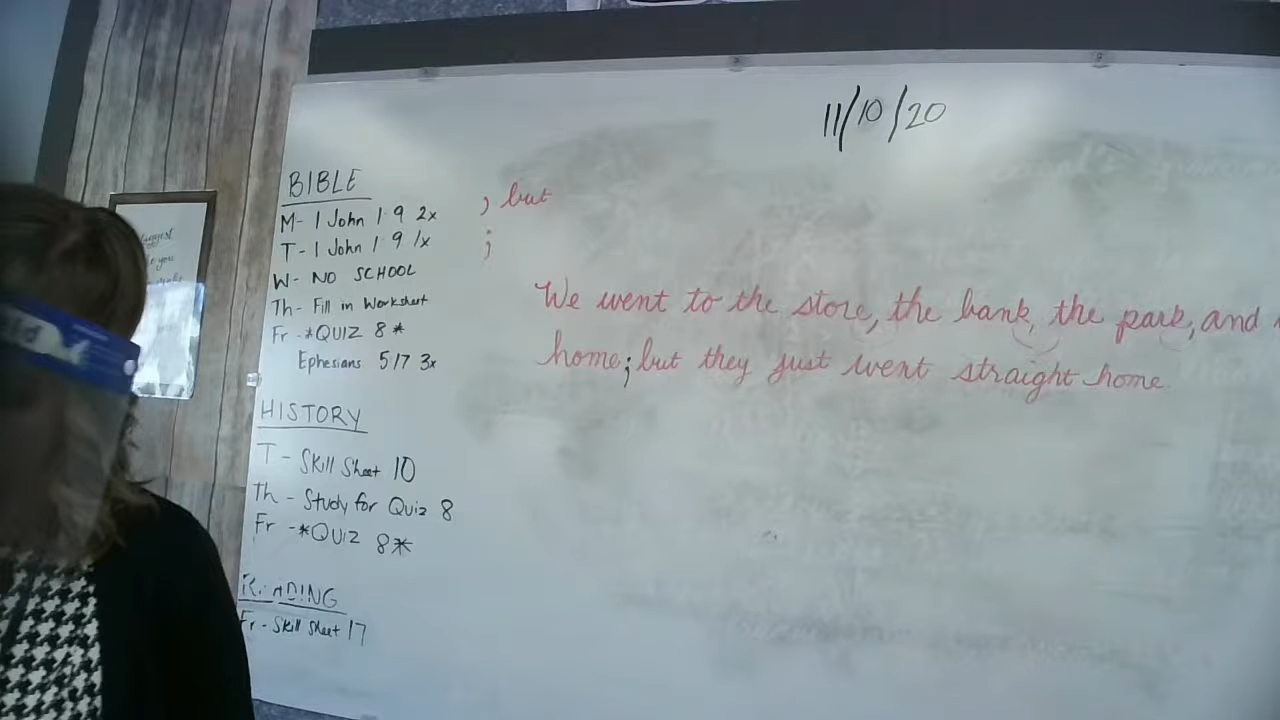 11/10/20
BIBLE
M- 1 John 1 9 2x
T- 1 John 1 9 1x
W- NO SCHOOL
Th- Fill in Worksheet
Fr -*QUIZ 8*
Ephesians 5/17 3x
HISTORY
T - Skill Sheet 10
Th - Study for Quiz 8
Fr -*QUIZ 8*
READING
Fr - Skill Sheet 17
, but
;
We went to the store, the bank, the park, and
home; but they just went straight home.